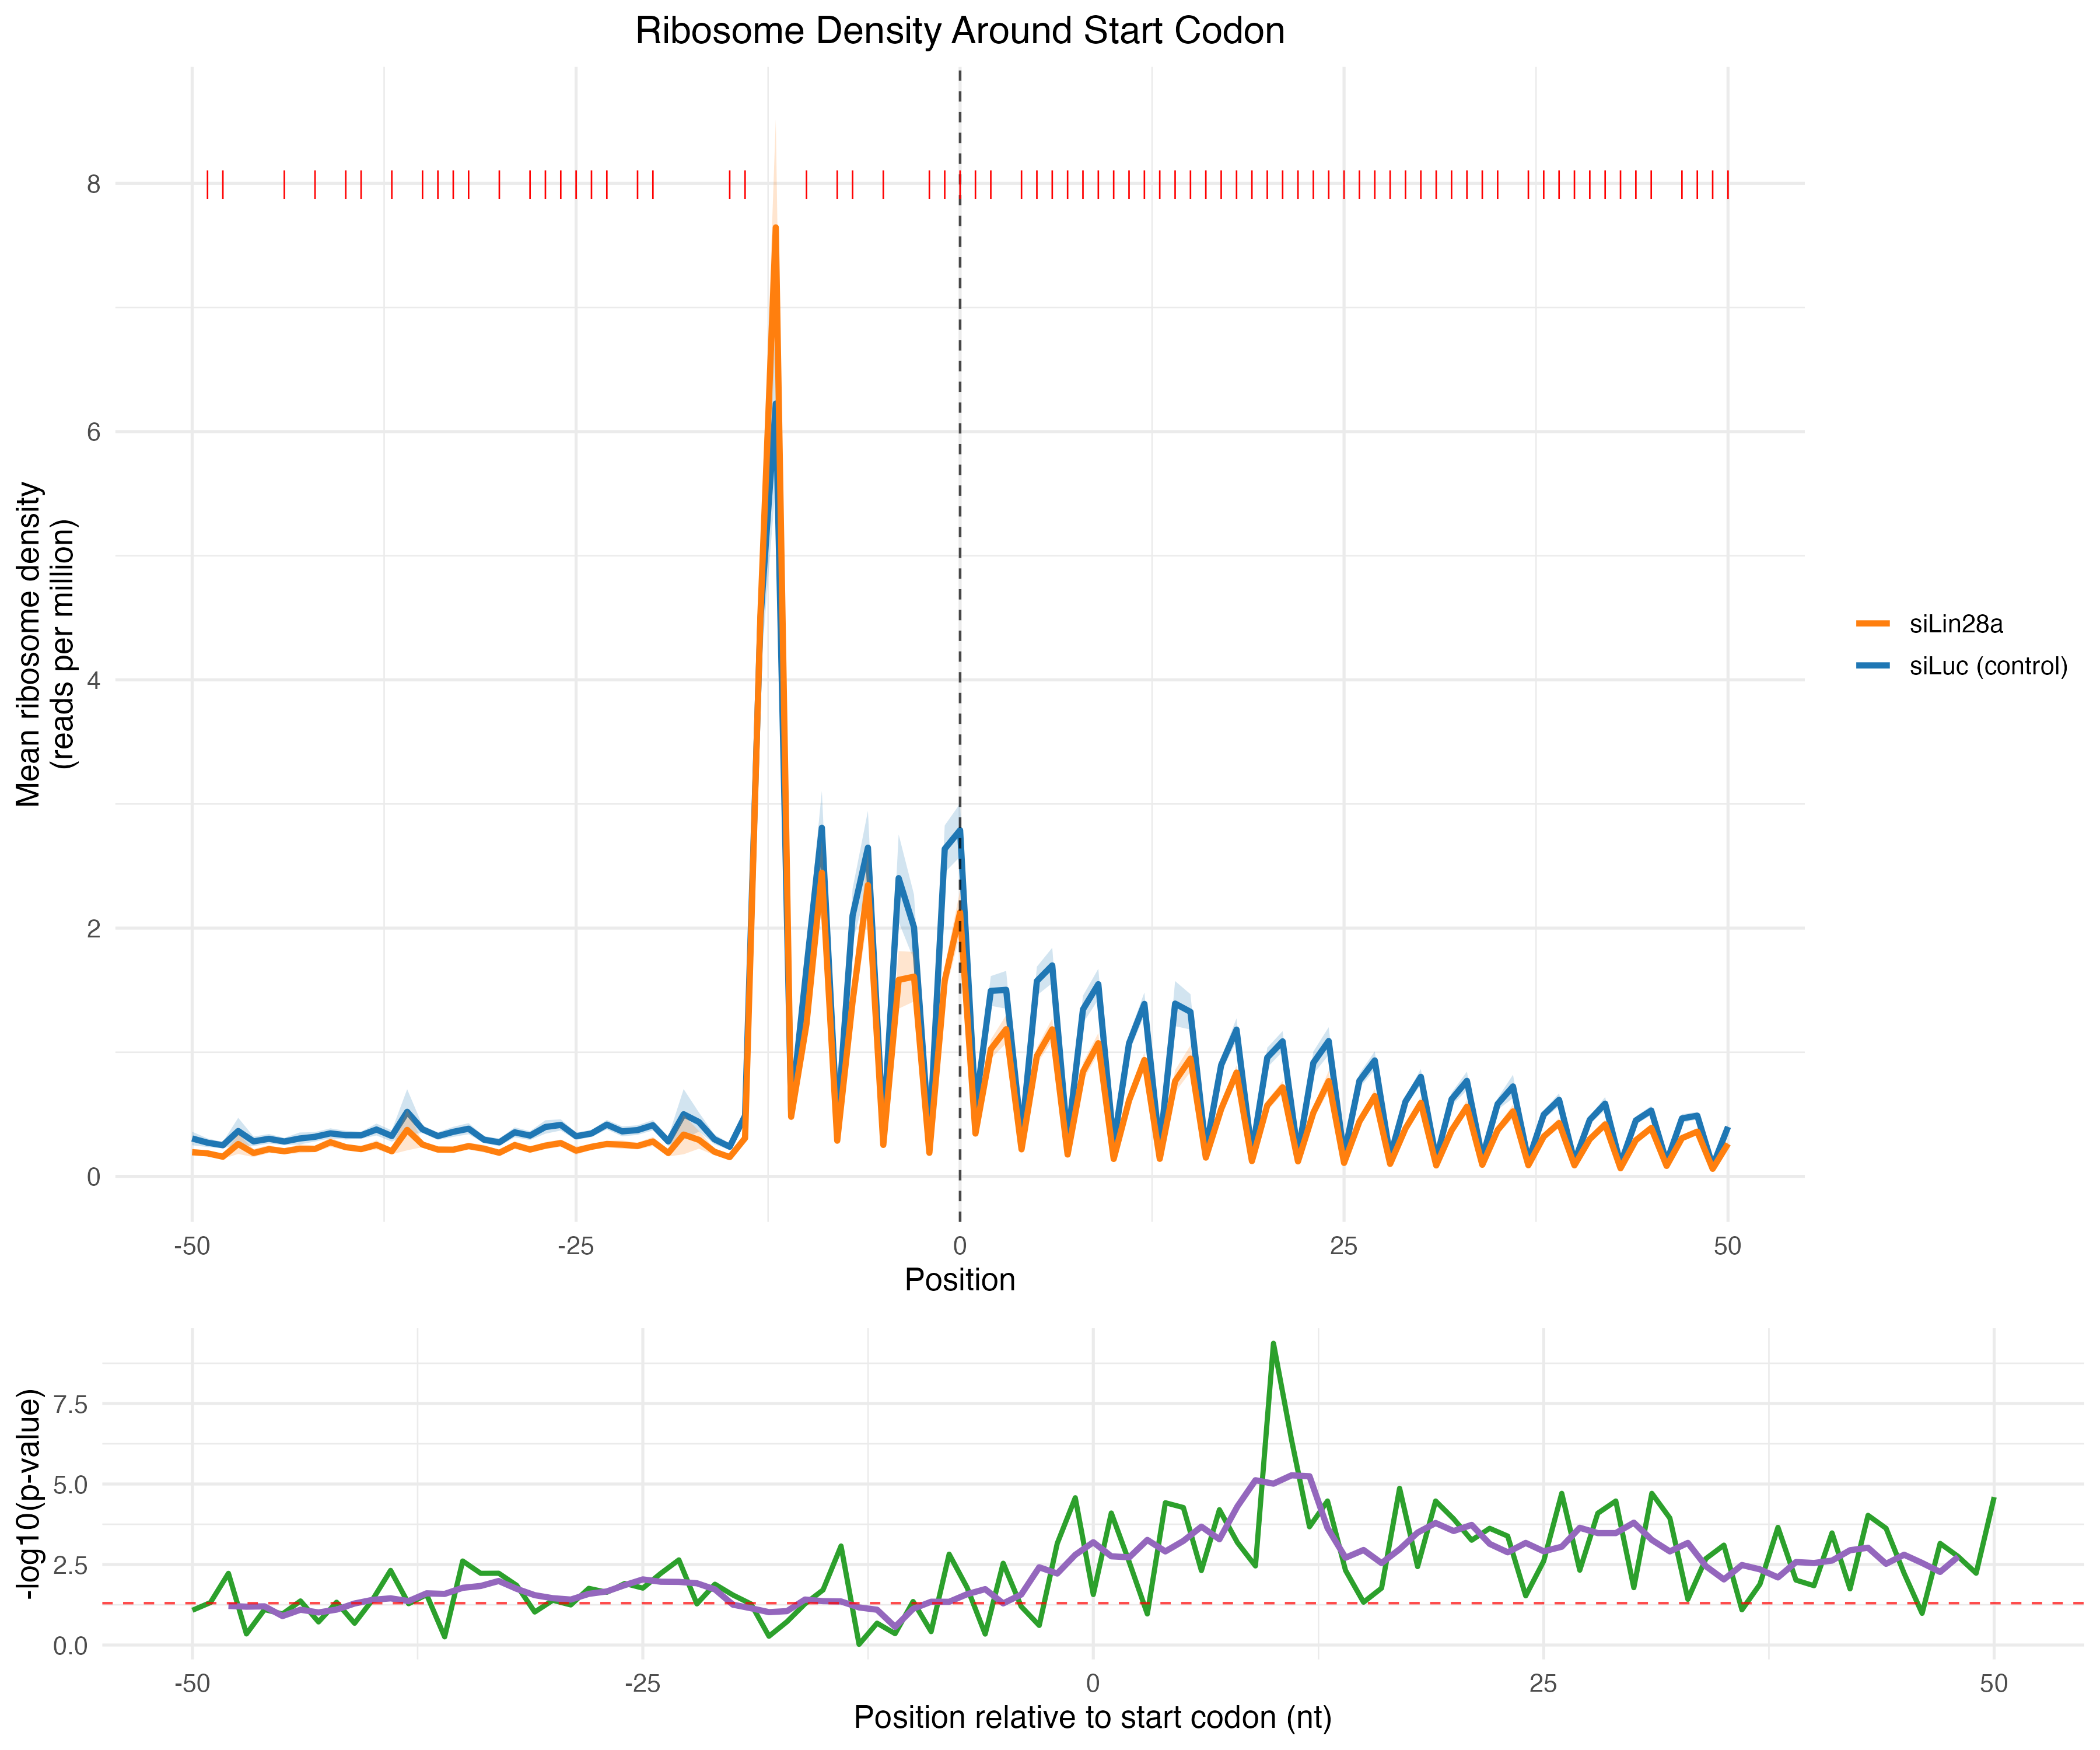 Ribosome Density Around Start Codon
Mean ribosome density
(reads per million)
8
6
4
2
0
-50
-25
0
25
50
Position
siLin28a
siLuc (control)
-log10(p-value)
7.5
5.0
2.5
0.0
-50
-25
0
25
50
Position relative to start codon (nt)